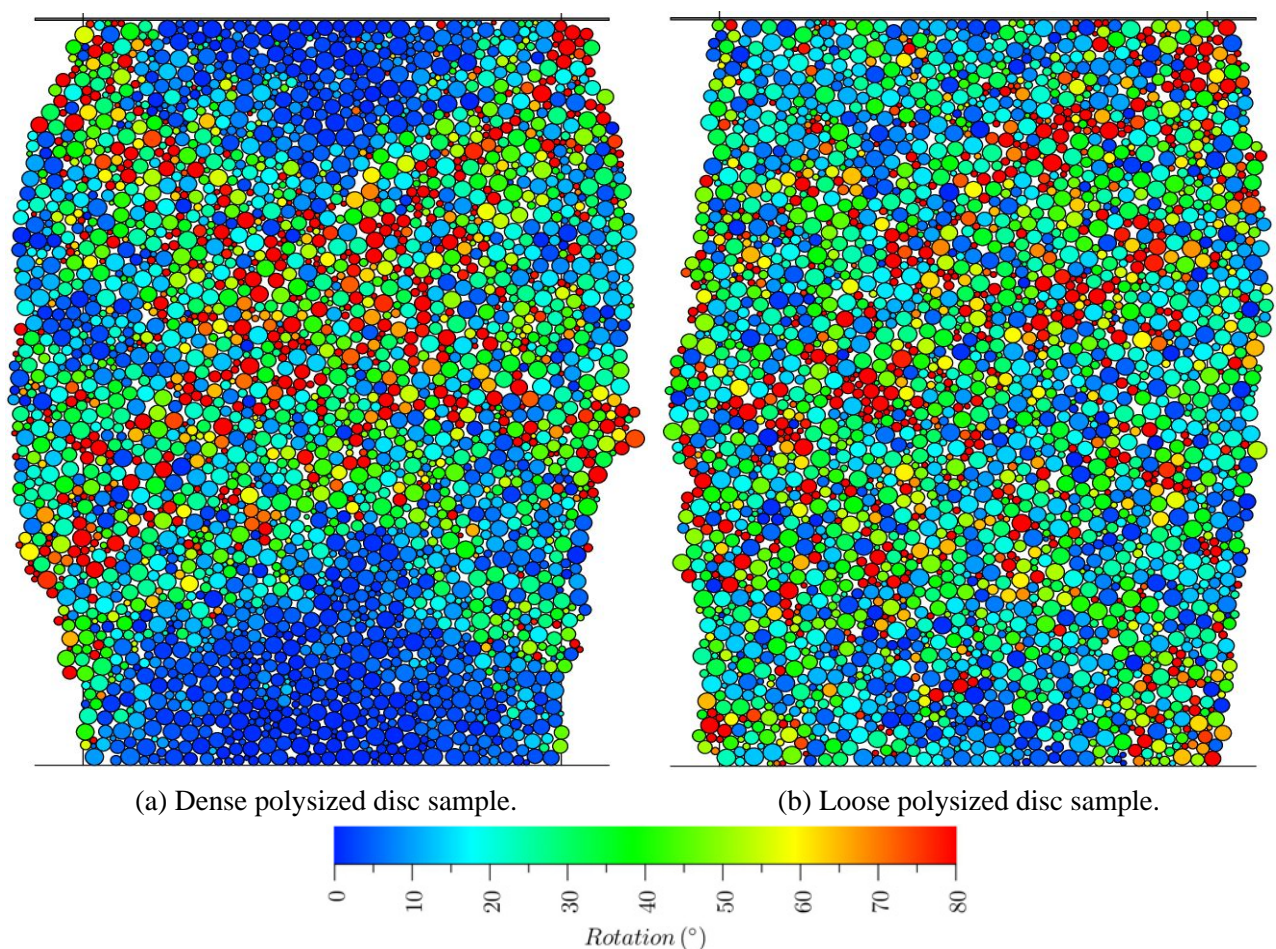 (a) Dense polysized disc sample.
(b) Loose polysized disc sample.
0 10 20 30 40 50 60 70 80
Rotation (°)